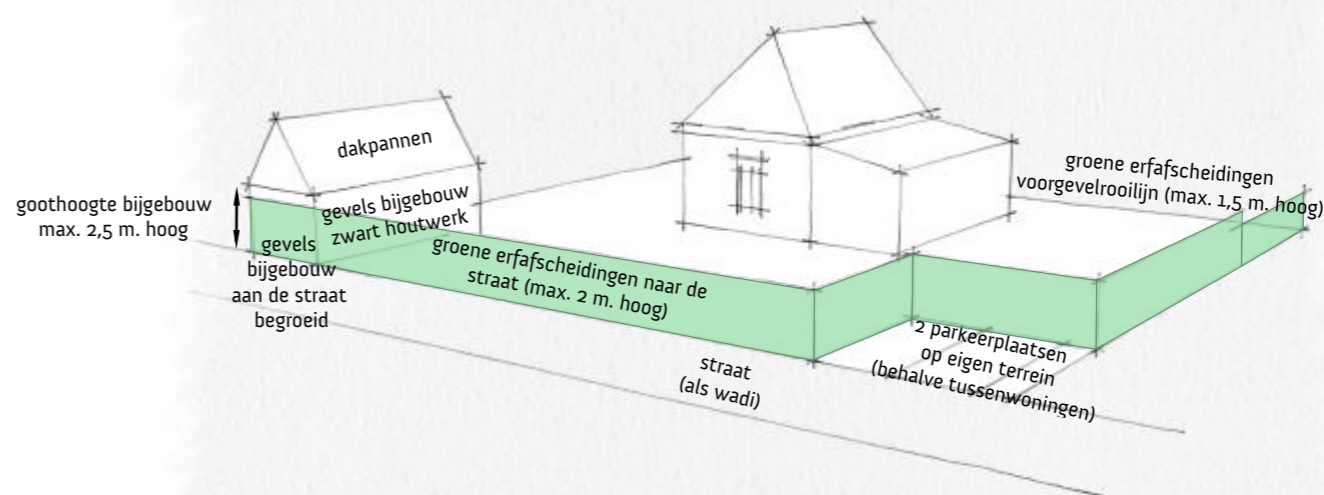 dakpannen
goothoogte bijgebouw
max. 2,5 m. hoog
gevels bijgebouw
zwart houtwerk
gevels
bijgebouw
aan de straat
begroeid
groene erfafscheidingen naar de
straat (max. 2 m. hoog)
groene erfafscheidingen
voorgevelrooilijn (max. 1,5 m. hoog)
straat
(als wadi)
2 parkeerplaatsen
op eigen terrein
(behalve tussenwoningen)